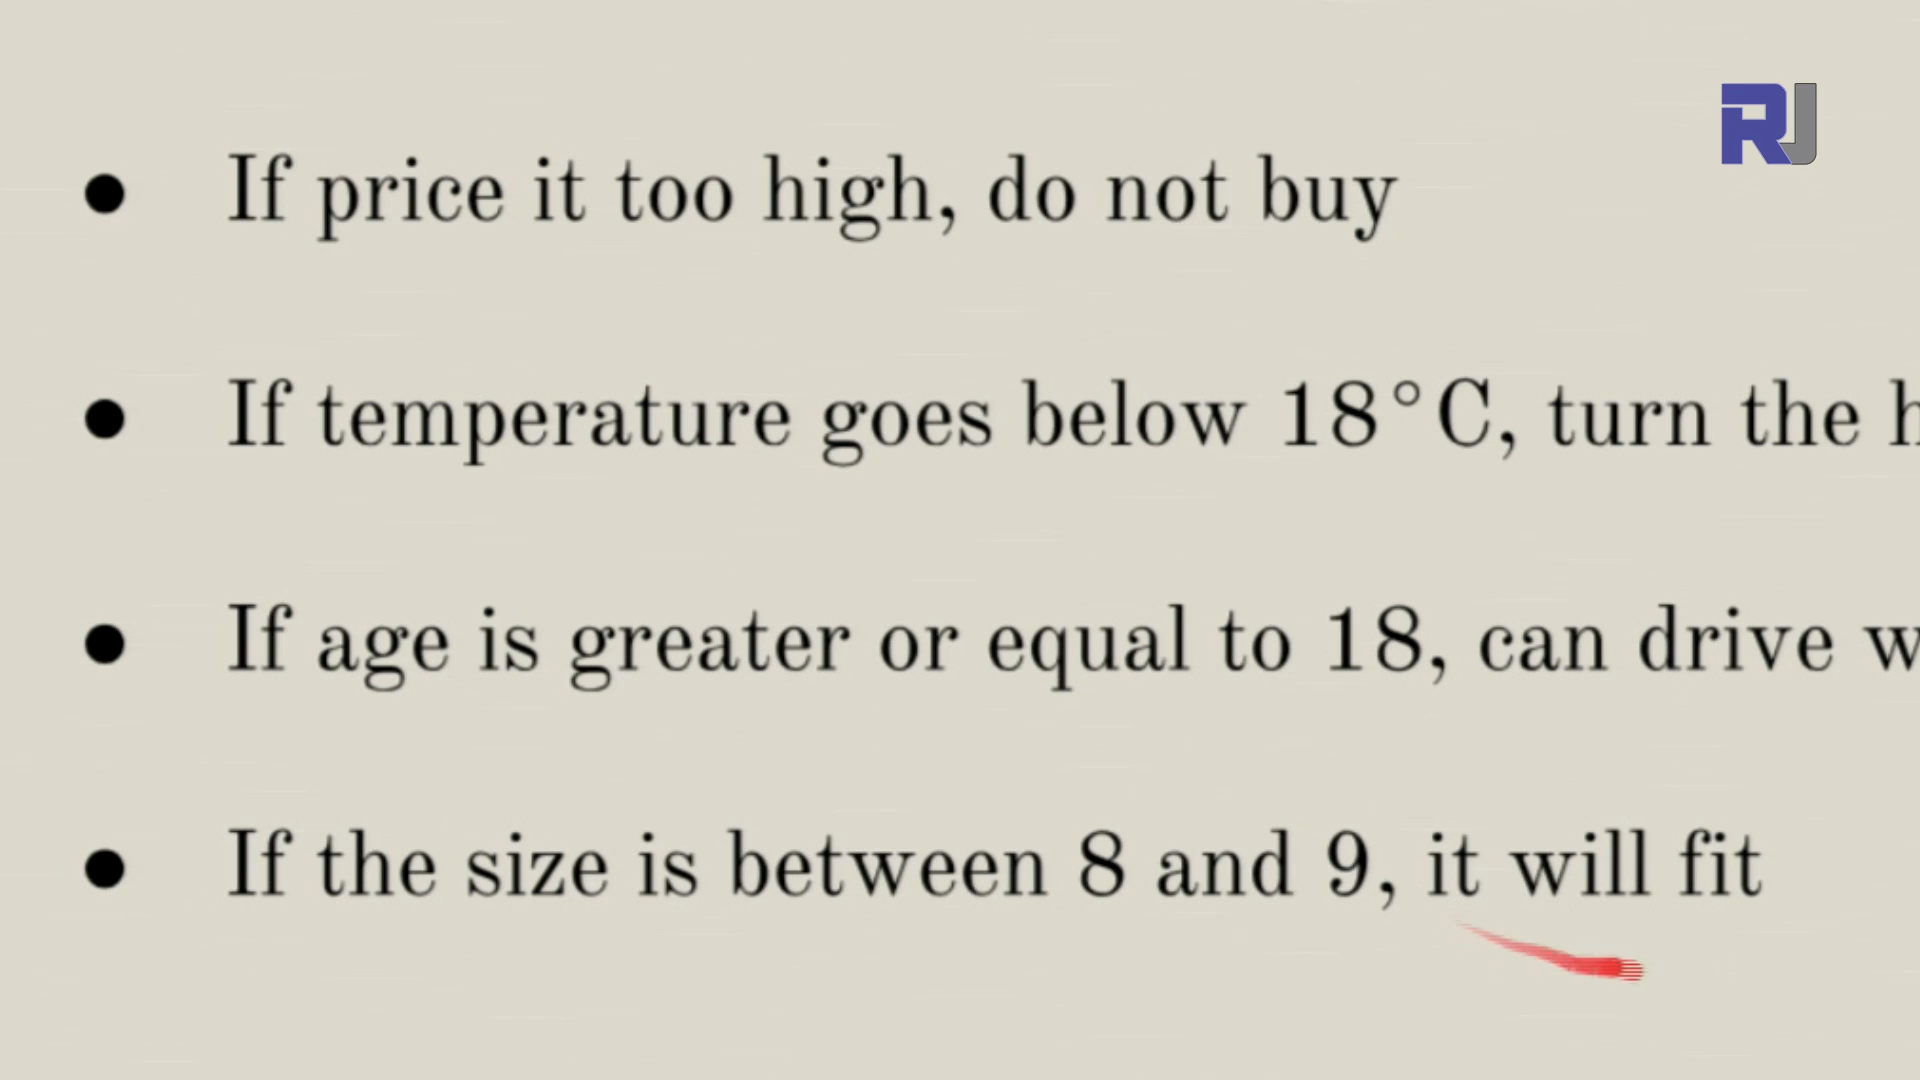 RJ
• If price it too high, do not buy
• If temperature goes below 18°C, turn the
• If age is greater or equal to 18, can drive
• If the size is between 8 and 9, it will fit